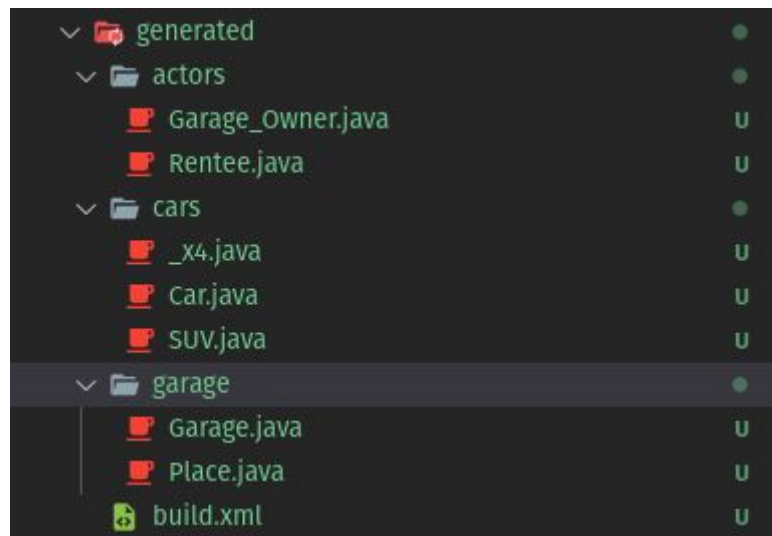 generated
actors
Garage_Owner.java U
Rentee.java U
cars
_x4.java U
Car.java U
SUV.java U
garage
Garage.java U
Place.java U
build.xml U